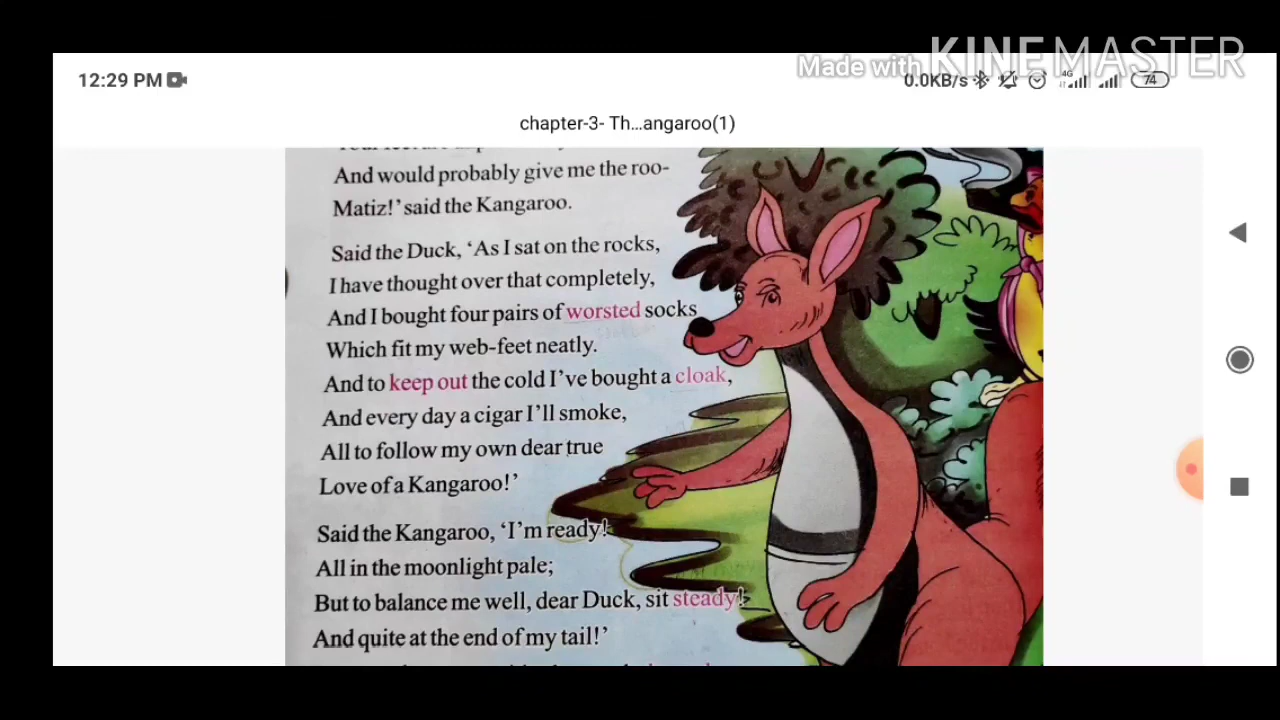 Made with KINEMASTER
12:29 PM
0.0KB/s 4G 74
chapter-3- Th...angaroo(1)
And would probably give me the roo-
Matiz!' said the Kangaroo.
Said the Duck, 'As I sat on the rocks,
I have thought over that completely,
And I bought four pairs of worsted socks
Which fit my web-feet neatly.
And to keep out the cold I've bought a cloak,
And every day a cigar I'll smoke,
All to follow my own dear true
Love of a Kangaroo!'
Said the Kangaroo, 'I'm ready!
All in the moonlight pale;
But to balance me well, dear Duck, sit steady!
And quite at the end of my tail!'